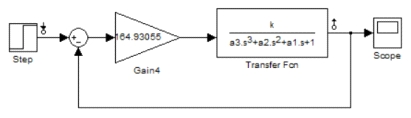 Step
164.93055
Gain4
k
a3.s³+a2.s²+a1.s+1
Transfer Fcn
Scope